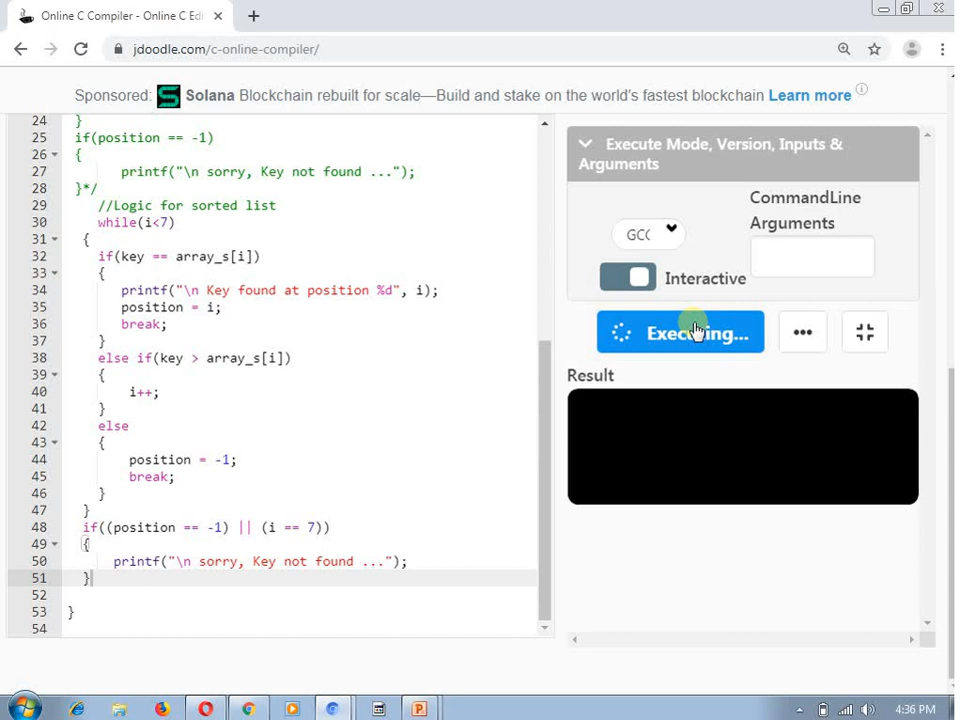 Online C Compiler - Online C Edi
jdoodle.com/c-online-compiler/
Sponsored: Solana Blockchain rebuilt for scale—Build and stake on the world's fastest blockchain Learn more
24 }
25 if(position == -1)
26 {
27 printf("\n sorry, Key not found ...");
28 }*/
29 //Logic for sorted list
30 while(i<7)
31 {
32 if(key == array_s[i])
33 {
34 printf("\n Key found at position %d", i);
35 position = i;
36 break;
37 }
38 else if(key > array_s[i])
39 {
40 i++;
41 }
42 else
43 {
44 position = -1;
45 break;
46 }
47 }
48 if((position == -1) || (i == 7))
49 {
50 printf("\n sorry, Key not found ...");
51 }
52
53 }
54
Execute Mode, Version, Inputs &
Arguments
CommandLine
Arguments
GCC
Interactive
Executing...
Result
4:36 PM